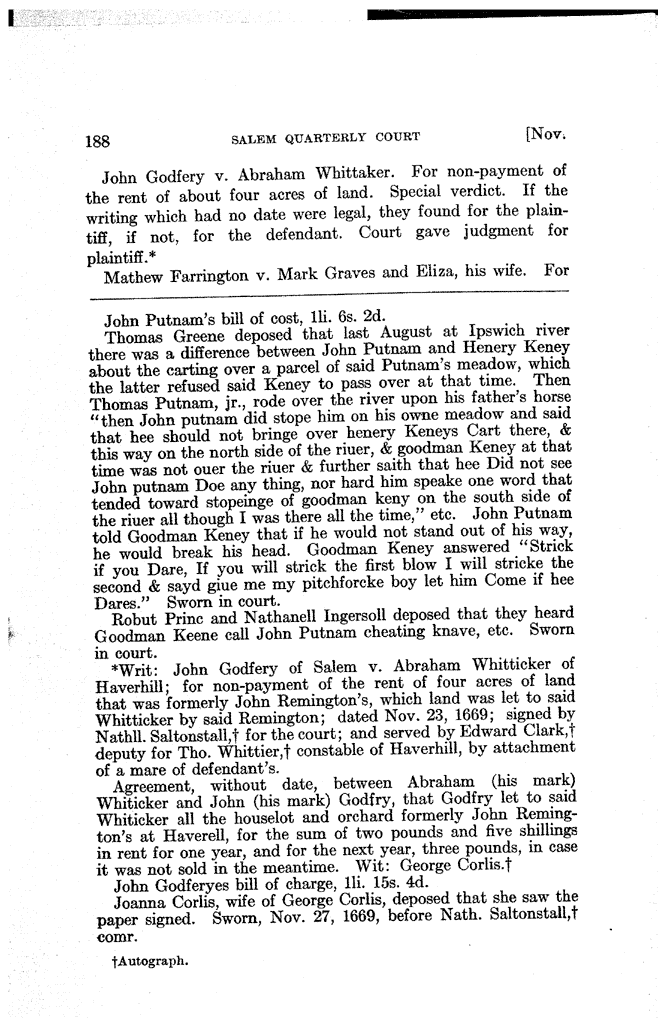 188 SALEM QUARTERLY COURT [Nov.
John Godfery v. Abraham Whittaker. For non-payment of
the rent of about four acres of land. Special verdict. If the
writing which had no date were legal, they found for the plain-
tiff, if not, for the defendant. Court gave judgment for
plaintiff.*
Mathew Farrington v. Mark Graves and Eliza, his wife. For
John Putnam's bill of cost, 1li. 6s. 2d.
Thomas Greene deposed that last August at Ipswich river
there was a difference between John Putnam and Henery Keney
about the carting over a parcel of said Putnam's meadow, which
the latter refused said Keney to pass over at that time. Then
Thomas Putnam, jr., rode over the river upon his father's horse
"then John putnam did stope him on his owne meadow and said
that hee should not bringe over henery Keneys Cart there, &
this way on the north side of the riuer, & goodman Keney at that
time was not ouer the riuer & further saith that hee Did not see
John putnam Doe any thing, nor hard him speake one word that
tended toward stopeinge of goodman keny on the south side of
the riuer all though I was there all the time," etc. John Putnam
told Goodman Keney that if he would not stand out of his way,
he would break his head. Goodman Keney answered "Strick
if you Dare, If you will strick the first blow I will stricke the
second & sayd giue me my pitchforcke boy let him Come if hee
Dares." Sworn in court.
Robut Princ and Nathanell Ingersoll deposed that they heard
Goodman Keene call John Putnam cheating knave, etc. Sworn
in court.
*Writ: John Godfery of Salem v. Abraham Whitticker of
Haverhill; for non-payment of the rent of four acres of land
that was formerly John Remington's, which land was let to said
Whitticker by said Remington; dated Nov. 23, 1669; signed by
Nathll. Saltonstall,† for the court; and served by Edward Clark,†
deputy for Tho. Whittier,† constable of Haverhill, by attachment
of a mare of defendant's.
Agreement, without date, between Abraham (his mark)
Whiticker and John (his mark) Godfry, that Godfry let to said
Whiticker all the houselot and orchard formerly John Reming-
ton's at Haverell, for the sum of two pounds and five shillings
in rent for one year, and for the next year, three pounds, in case
it was not sold in the meantime. Wit: George Corlis.†
John Godferyes bill of charge, 1li. 15s. 4d.
Joanna Corlis, wife of George Corlis, deposed that she saw the
paper signed. Sworn, Nov. 27, 1669, before Nath. Saltonstall,†
comr.
†Autograph.